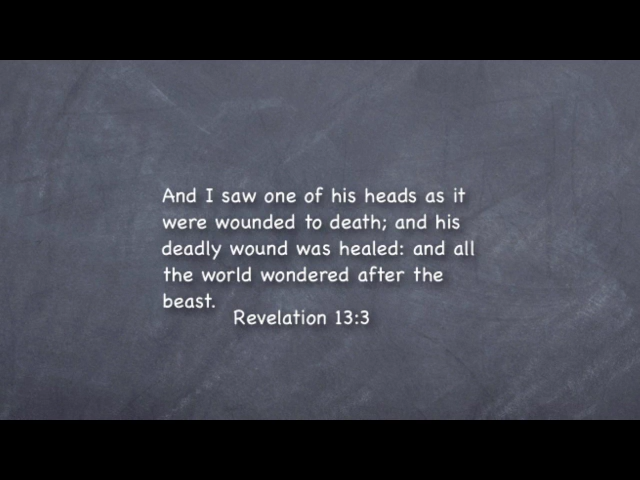 And I saw one of his heads as it
were wounded to death; and his
deadly wound was healed: and all
the world wondered after the
beast.
Revelation 13:3